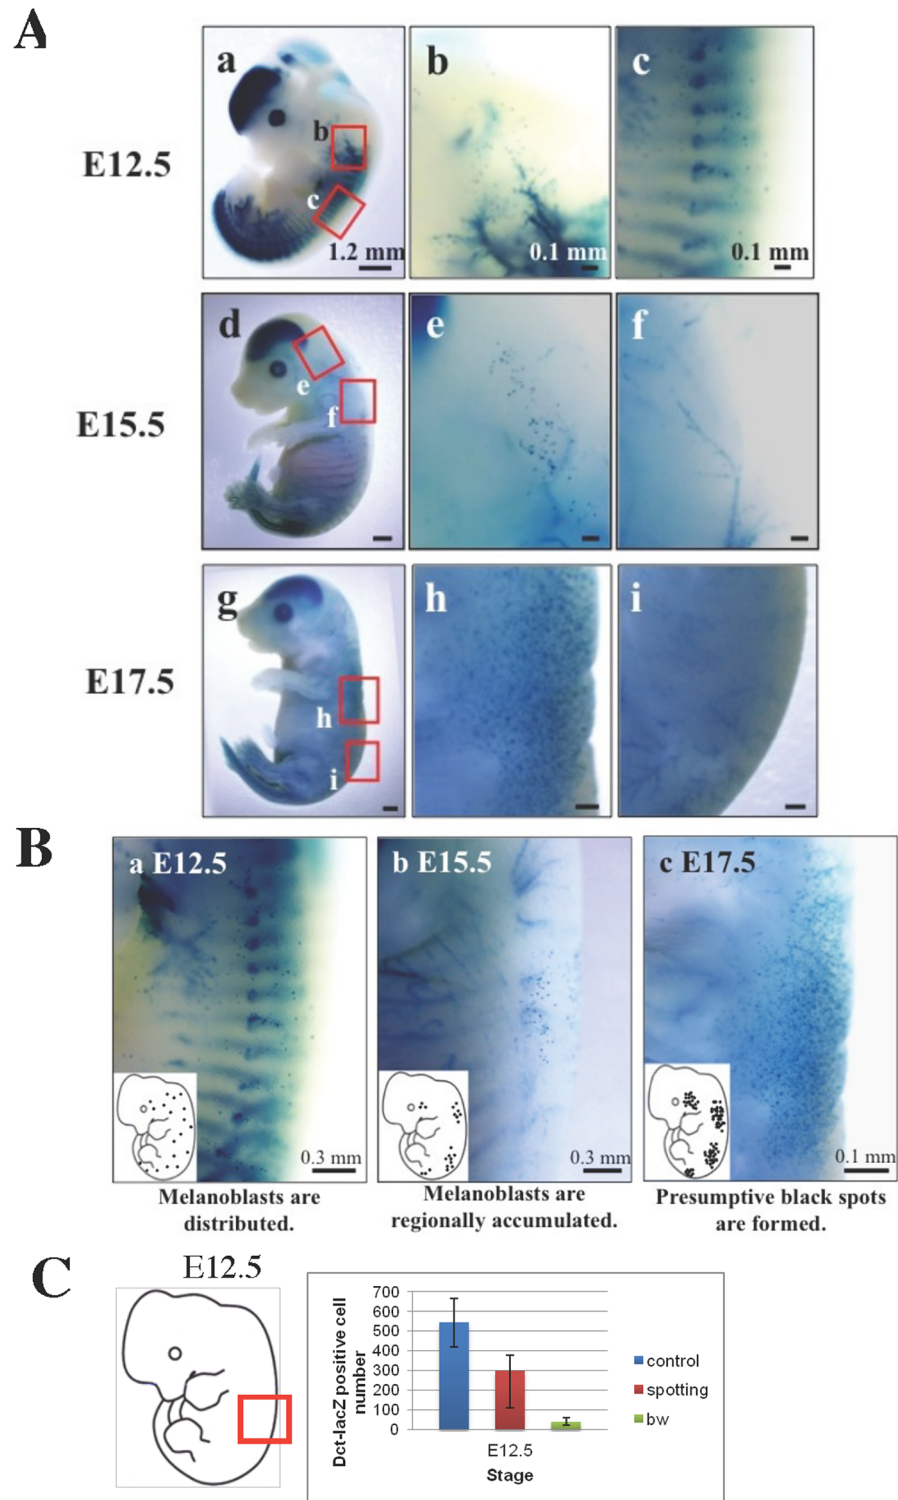 A
E12.5
a
b
c
1.2 mm
b
0.1 mm
c
0.1 mm
E15.5
d
e
f
e
f
E17.5
g
h
i
h
i
B
a E12.5
0.3 mm
b E15.5
0.3 mm
c E17.5
0.1 mm
Melanoblasts are
distributed.
Melanoblasts are
regionally accumulated.
Presumptive black spots
are formed.
C
E12.5
Dct-lacZ positive cell
number
700
600
500
400
300
200
100
0
E12.5
Stage
control
spotting
bw